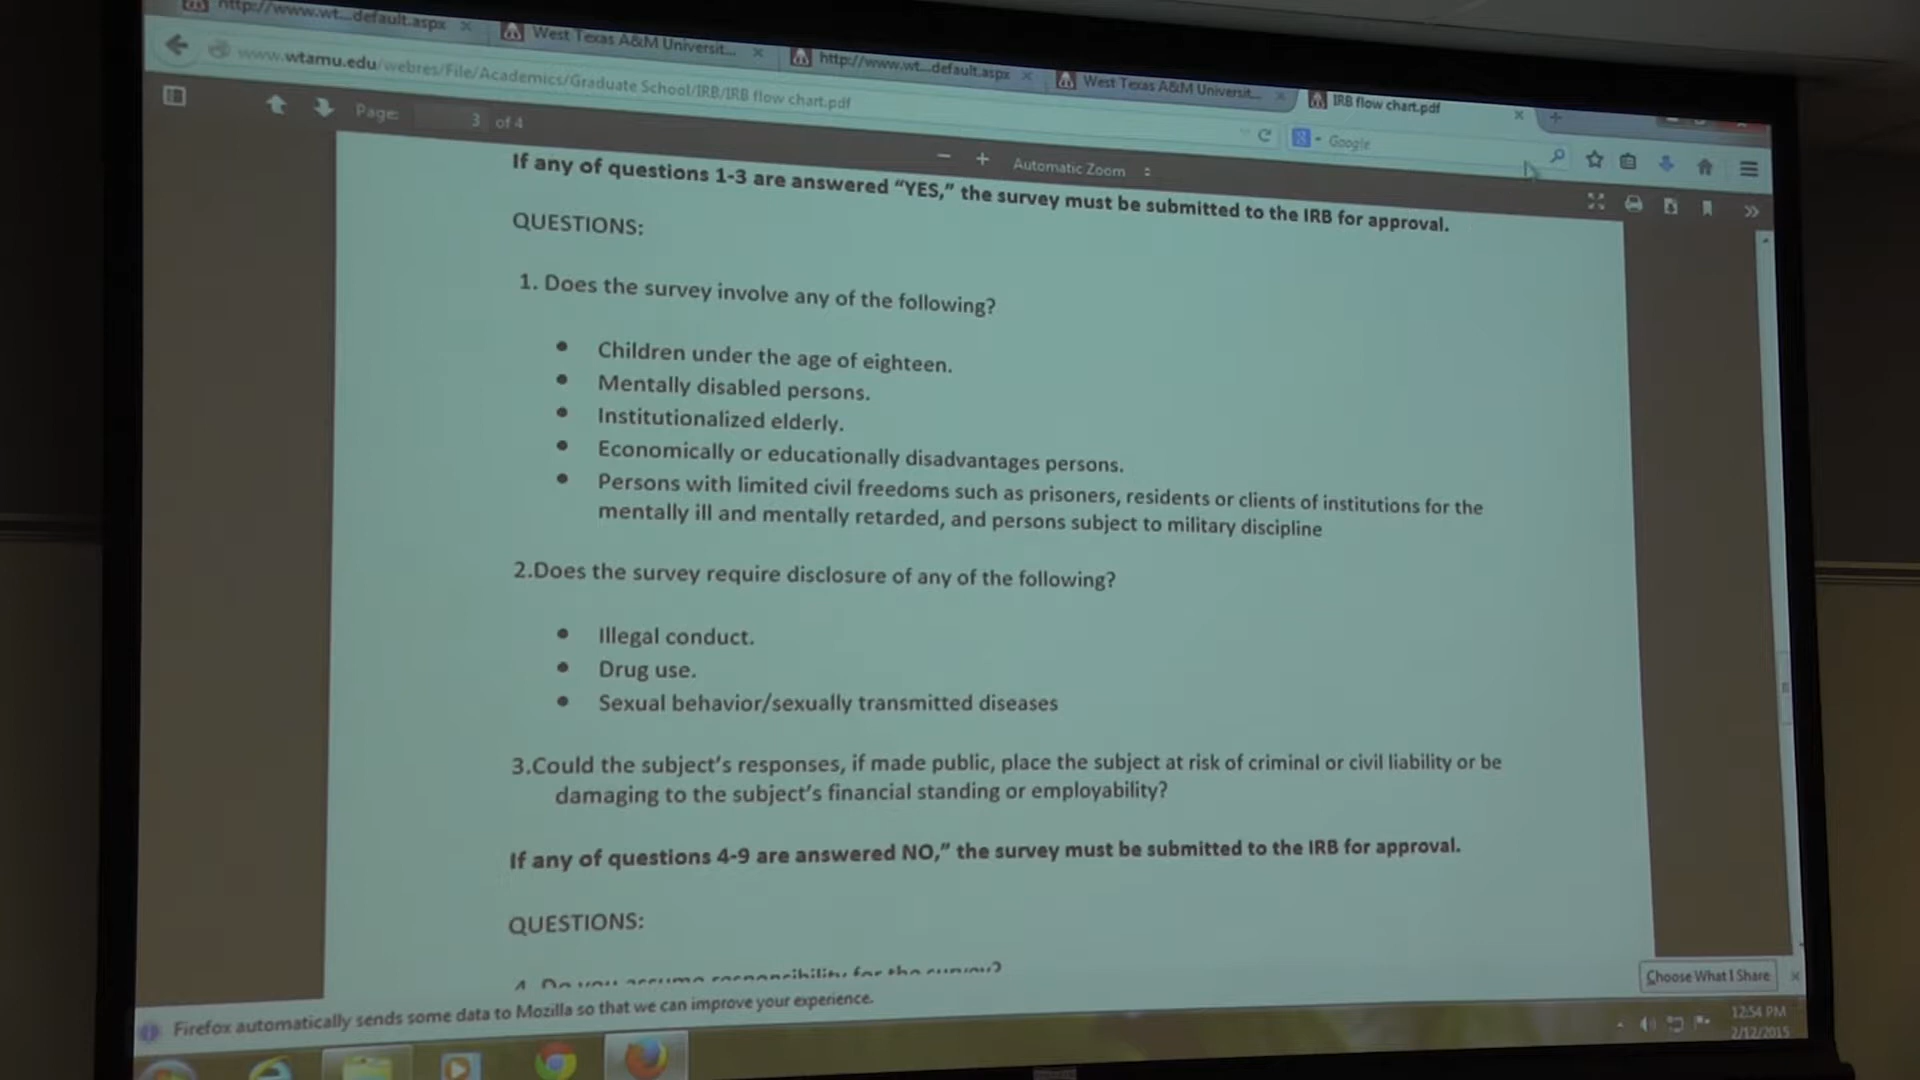 http://www.wt...default.aspx
West Texas A&M Universit...
http://www.wt...default.aspx
West Texas A&M Universit...
IRB flow chart.pdf
www.wtamu.edu/webres/File/Academics/Graduate School/IRB/IRB flow chart.pdf
Google
Page: 3 of 4
Automatic Zoom
If any of questions 1-3 are answered “YES,” the survey must be submitted to the IRB for approval.
QUESTIONS:
1. Does the survey involve any of the following?
• Children under the age of eighteen.
• Mentally disabled persons.
• Institutionalized elderly.
• Economically or educationally disadvantages persons.
• Persons with limited civil freedoms such as prisoners, residents or clients of institutions for the
mentally ill and mentally retarded, and persons subject to military discipline
2.Does the survey require disclosure of any of the following?
• Illegal conduct.
• Drug use.
• Sexual behavior/sexually transmitted diseases
3.Could the subject’s responses, if made public, place the subject at risk of criminal or civil liability or be
damaging to the subject’s financial standing or employability?
If any of questions 4-9 are answered NO,” the survey must be submitted to the IRB for approval.
QUESTIONS:
4. Do you assume responsibility for the survey?
Choose What I Share
Firefox automatically sends some data to Mozilla so that we can improve your experience.
12:54 PM
2/12/2015